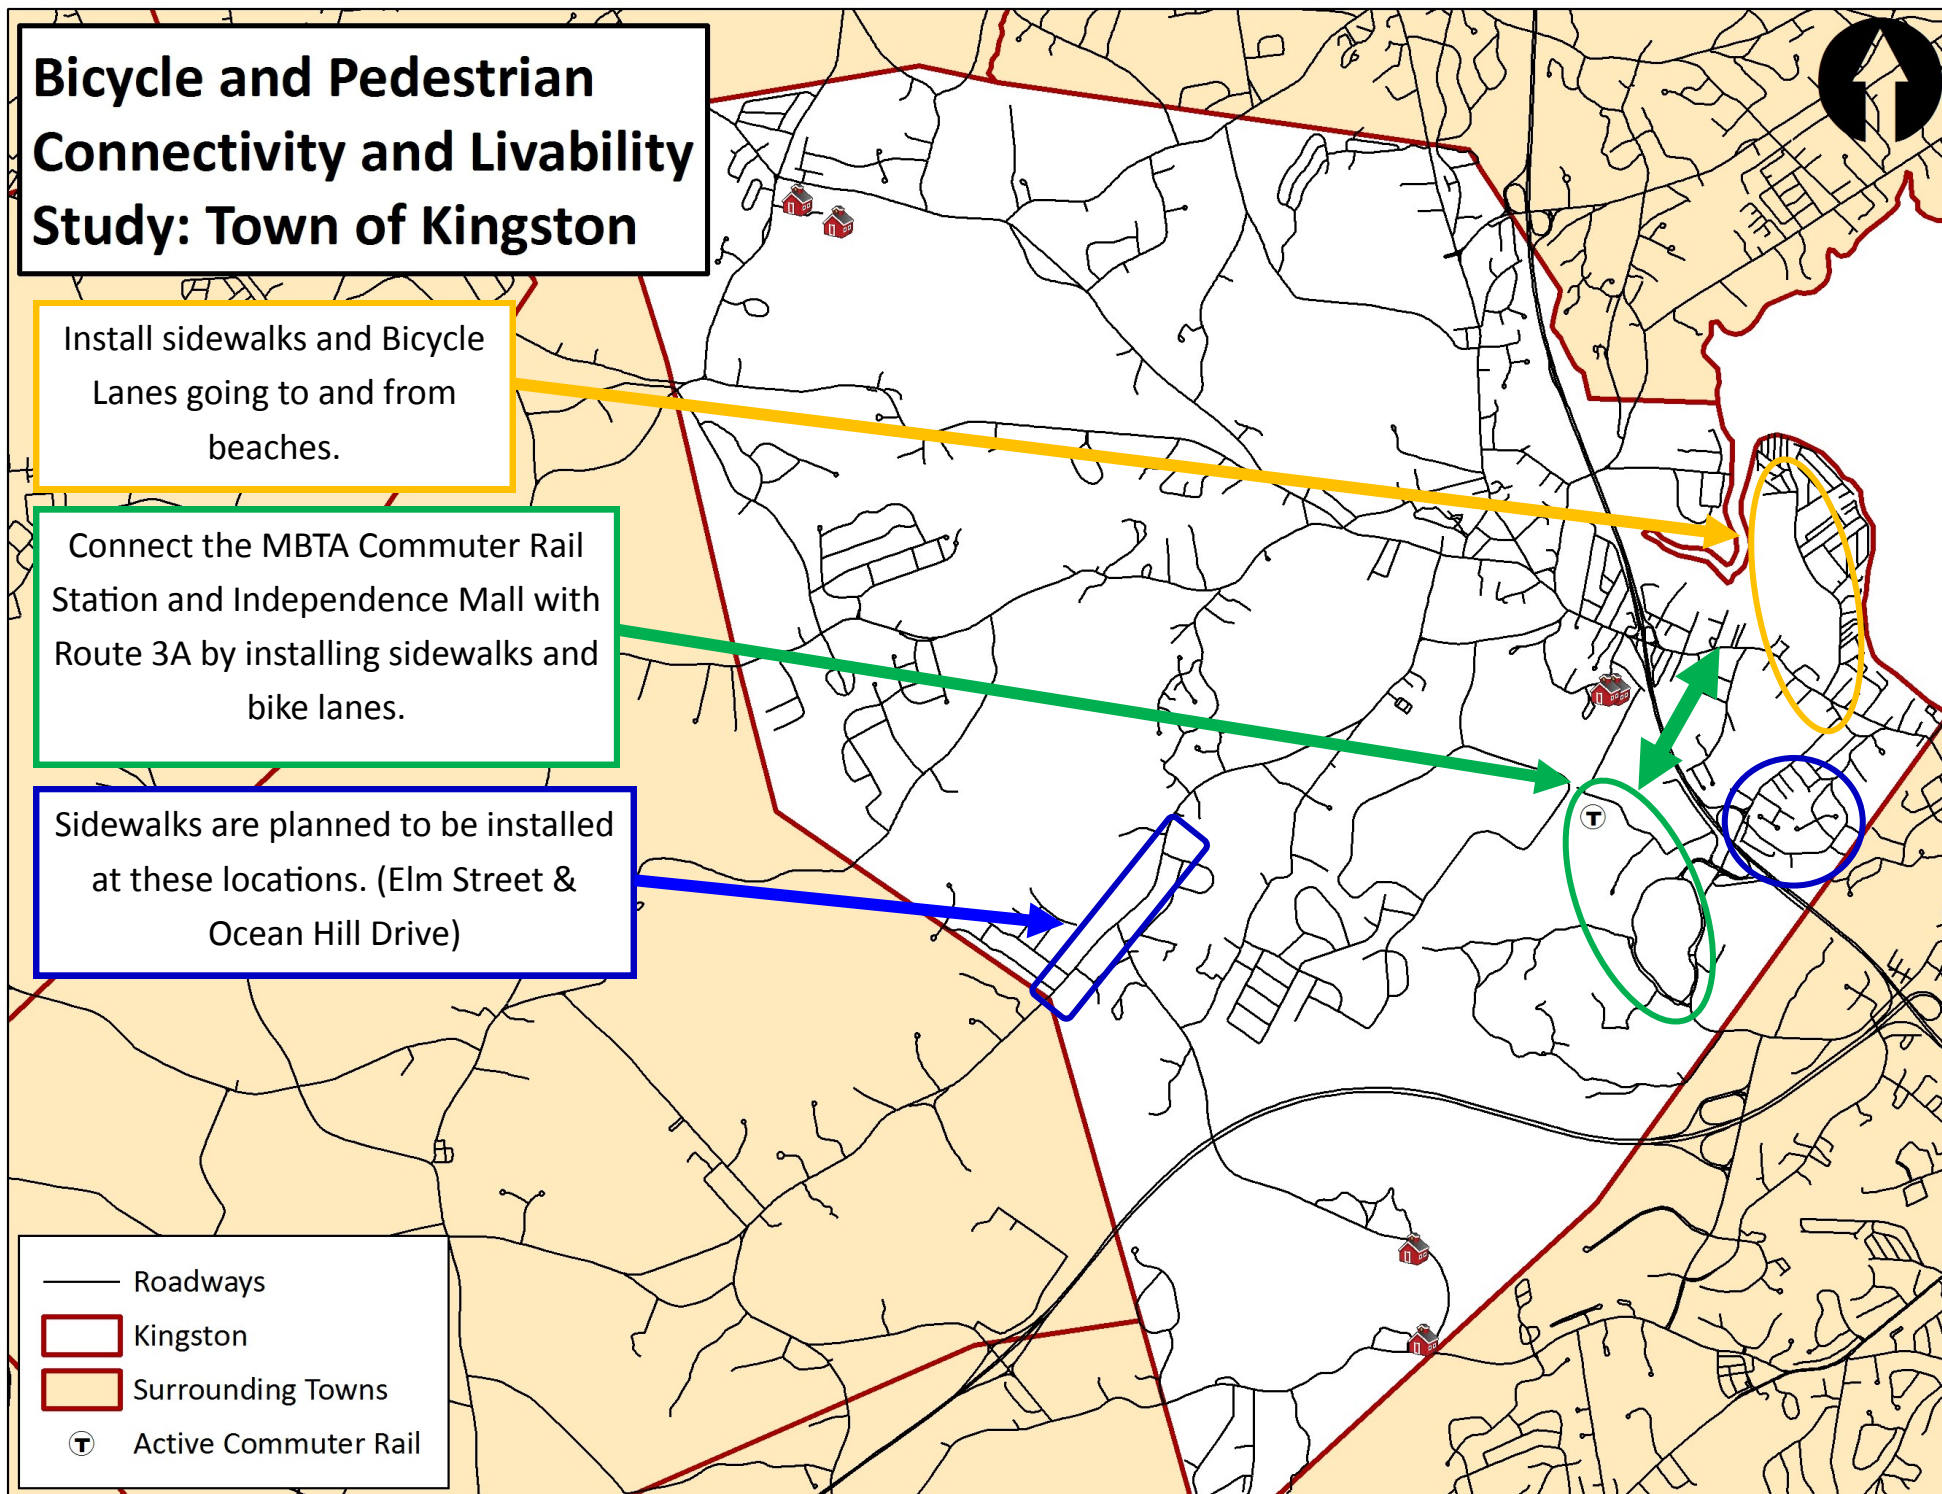 Bicycle and Pedestrian
Connectivity and Livability
Study: Town of Kingston
Install sidewalks and Bicycle
Lanes going to and from
beaches.
Connect the MBTA Commuter Rail
Station and Independence Mall with
Route 3A by installing sidewalks and
bike lanes.
Sidewalks are planned to be installed
at these locations. (Elm Street &
Ocean Hill Drive)
T
Roadways
Kingston
Surrounding Towns
T Active Commuter Rail